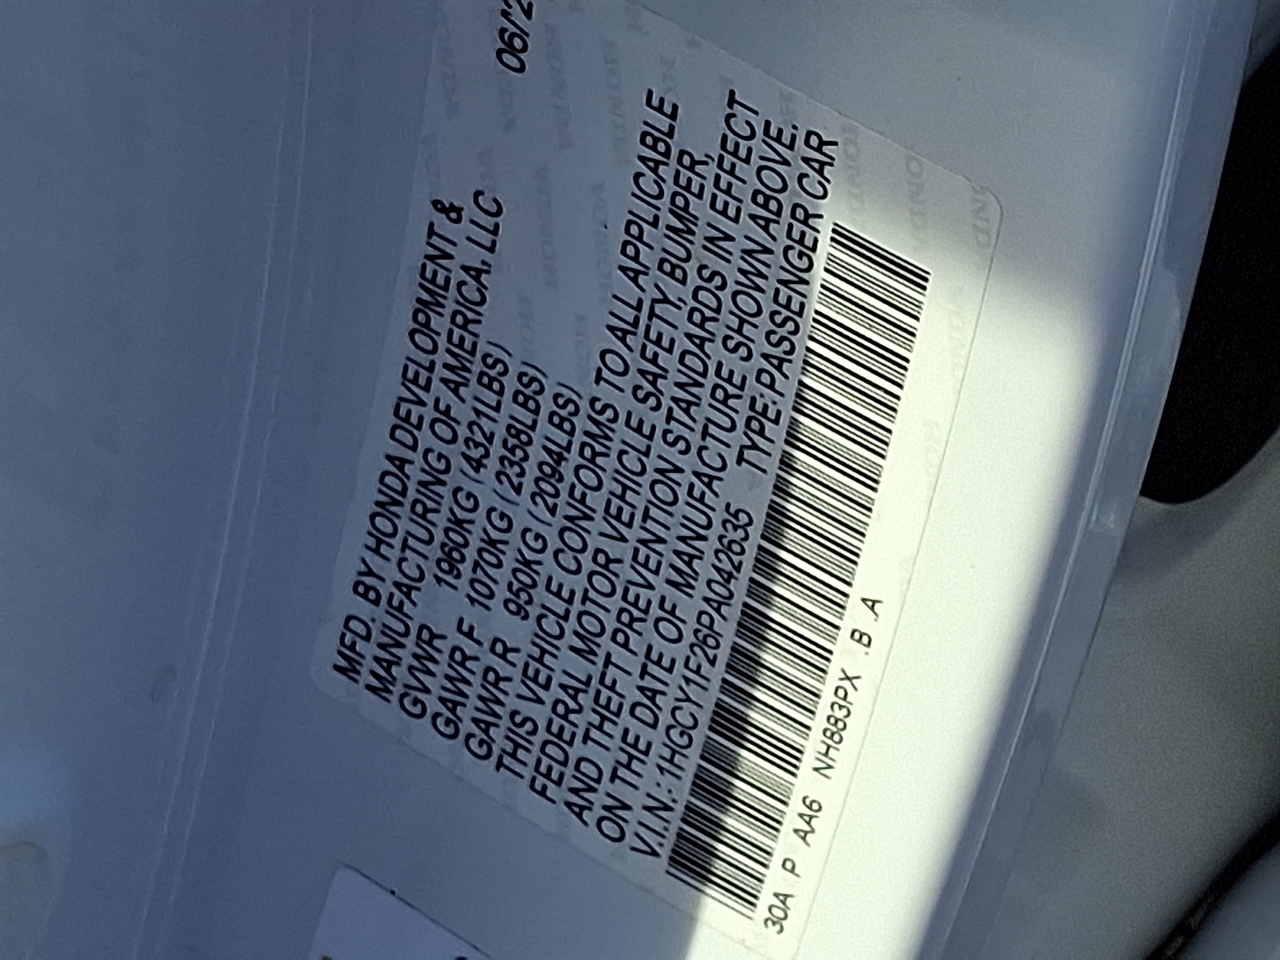 MFD. BY HONDA DEVELOPMENT &
MANUFACTURING OF AMERICA, LLC 06/2
GVWR 1960KG (4321LBS)
GAWR F 1070KG (2358LBS)
GAWR R 950KG (2094LBS)
THIS VEHICLE CONFORMS TO ALL APPLICABLE
FEDERAL MOTOR VEHICLE SAFETY, BUMPER,
AND THEFT PREVENTION STANDARDS IN EFFECT
ON THE DATE OF MANUFACTURE SHOWN ABOVE.
V.I.N.: 1HGCY1F26PA042635 TYPE: PASSENGER CAR
30A P AA6 NH883PX .B .A